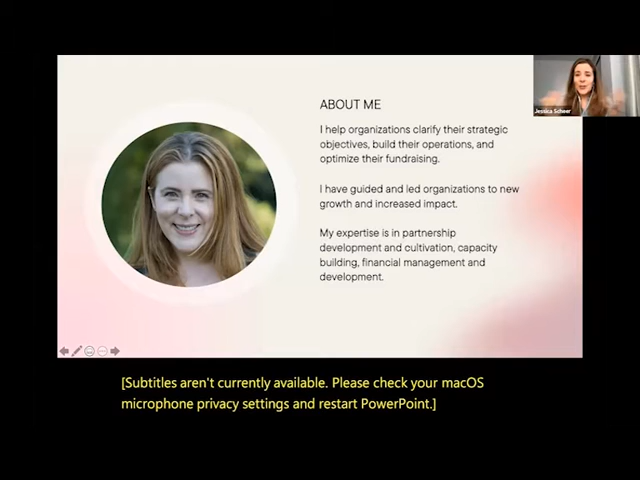 ABOUT ME
I help organizations clarify their strategic
objectives, build their operations, and
optimize their fundraising.
I have guided and led organizations to new
growth and increased impact.
My expertise is in partnership
development and cultivation, capacity
building, financial management and
development.
Jessica Scheer
[Subtitles aren't currently available. Please check your macOS
microphone privacy settings and restart PowerPoint.]